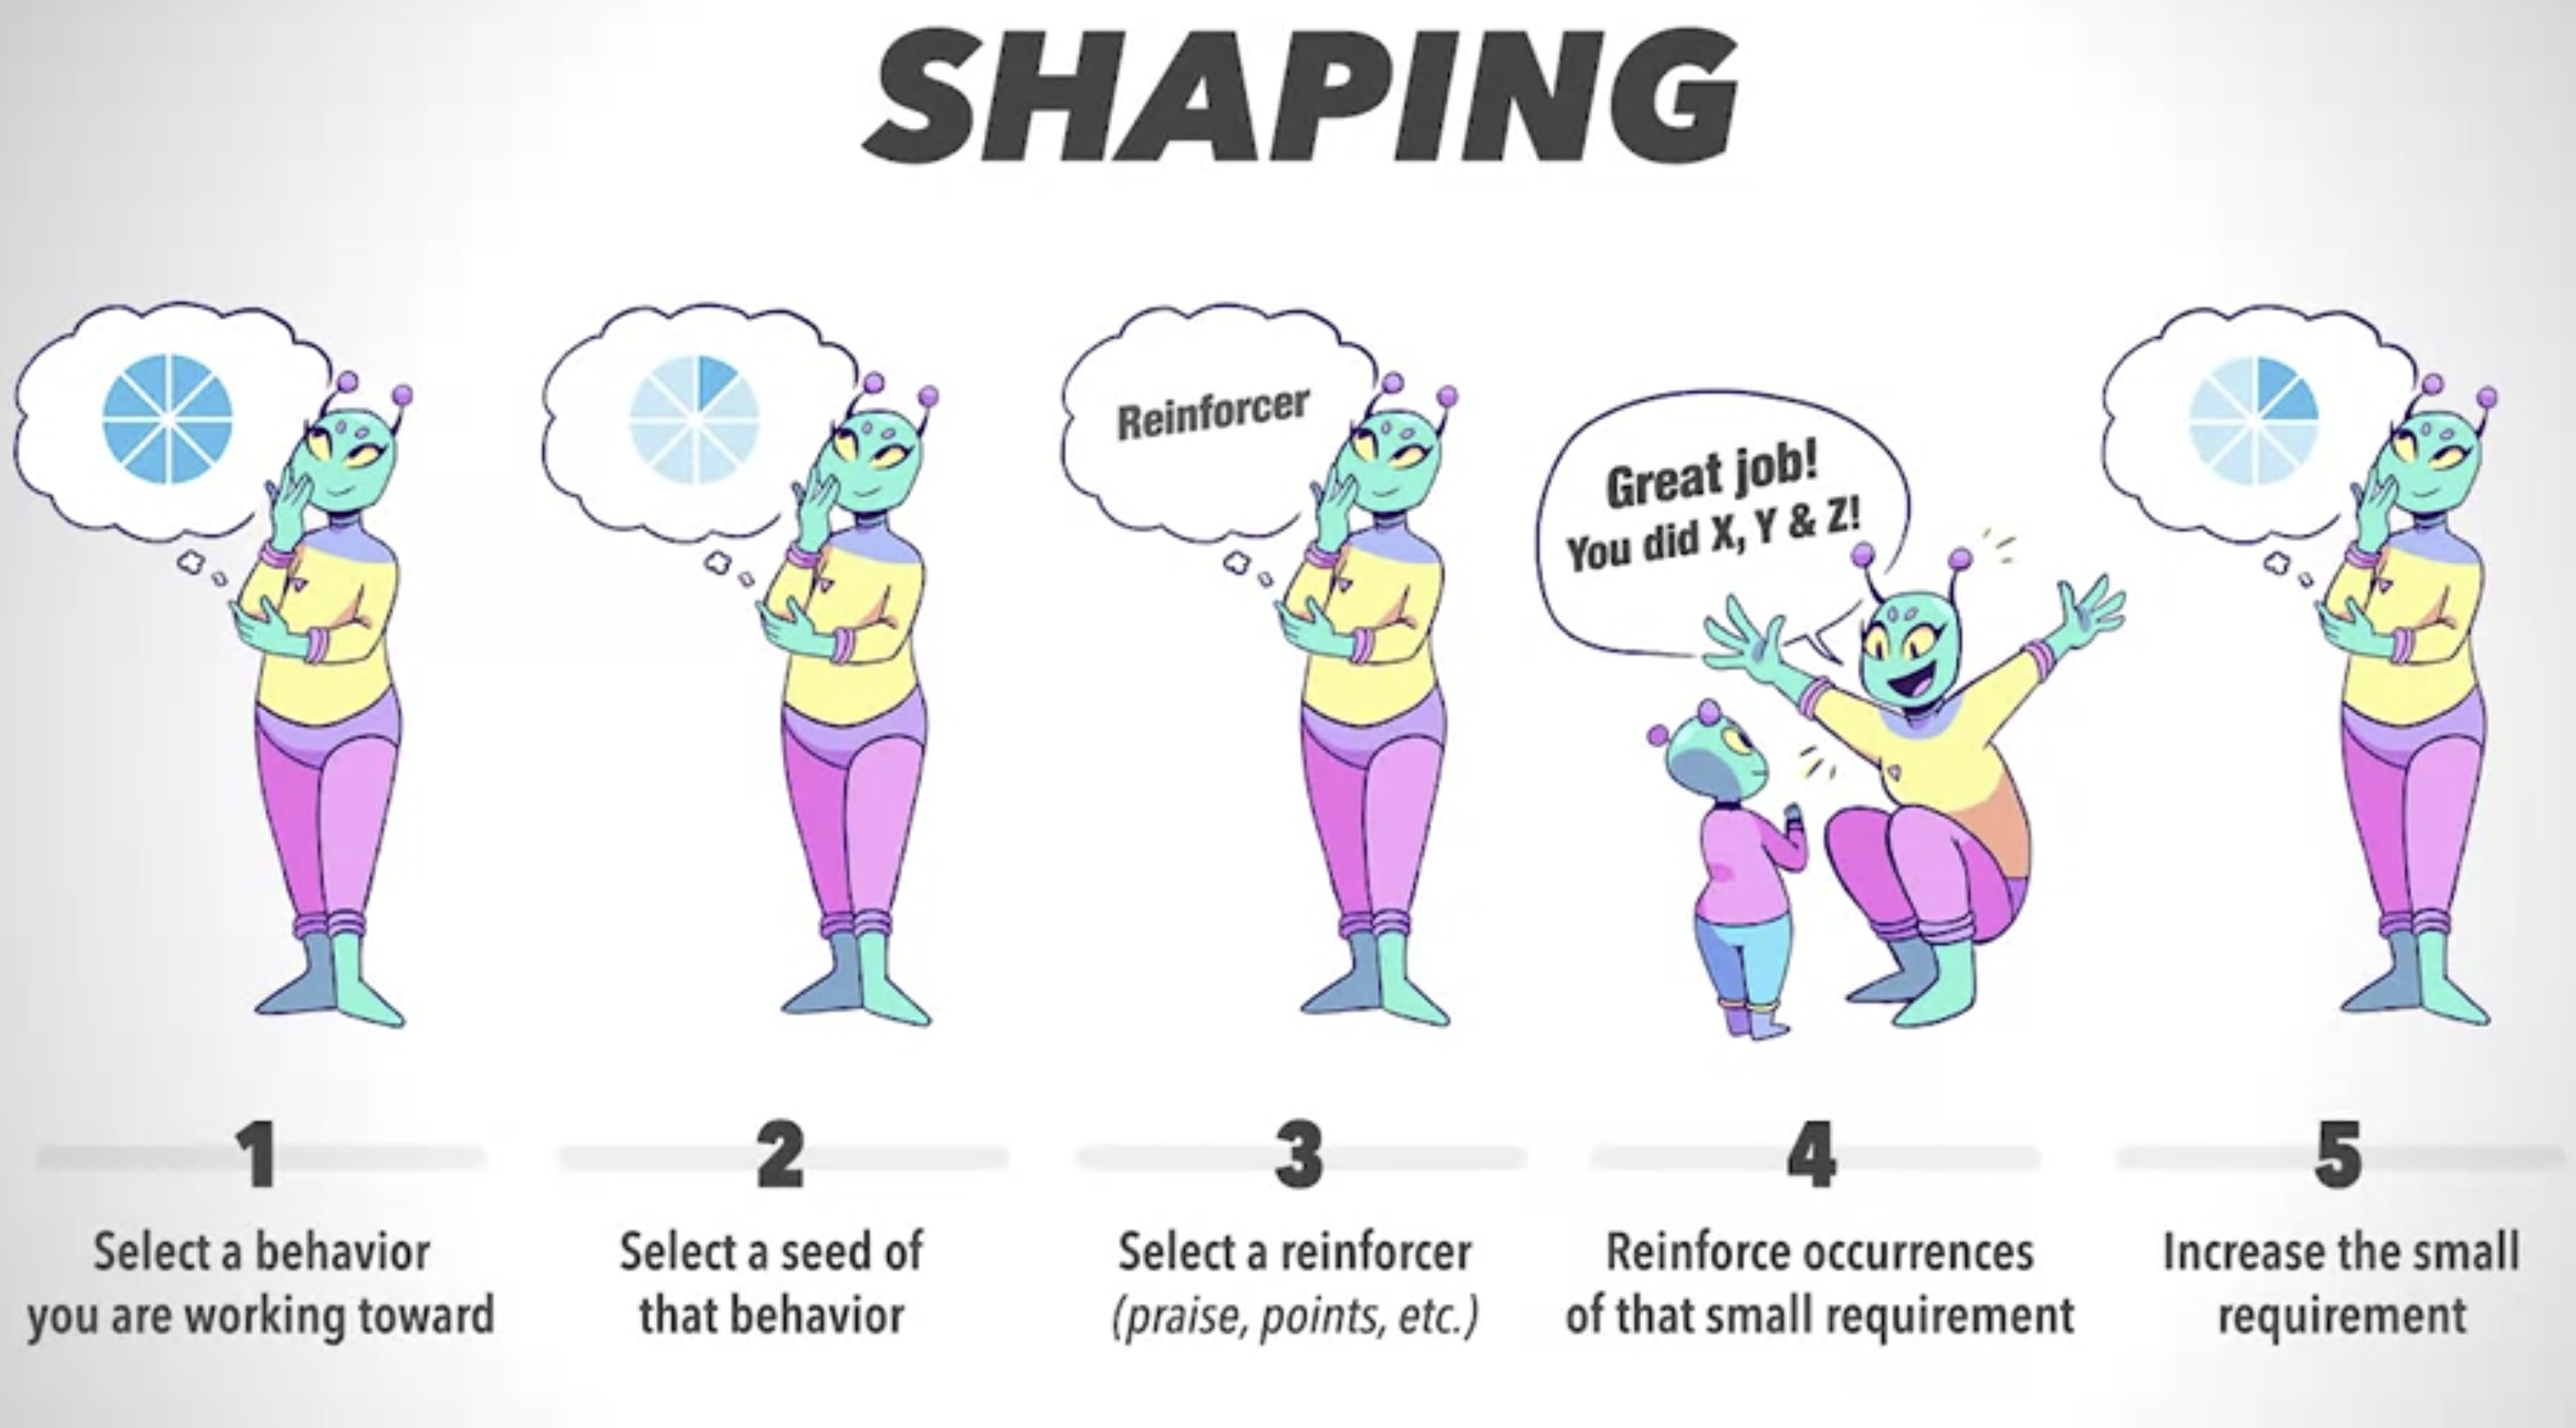 SHAPING
Reinforcer
Great job!
You did X, Y & Z!
1
Select a behavior
you are working toward
2
Select a seed of
that behavior
3
Select a reinforcer
(praise, points, etc.)
4
Reinforce occurrences
of that small requirement
5
Increase the small
requirement